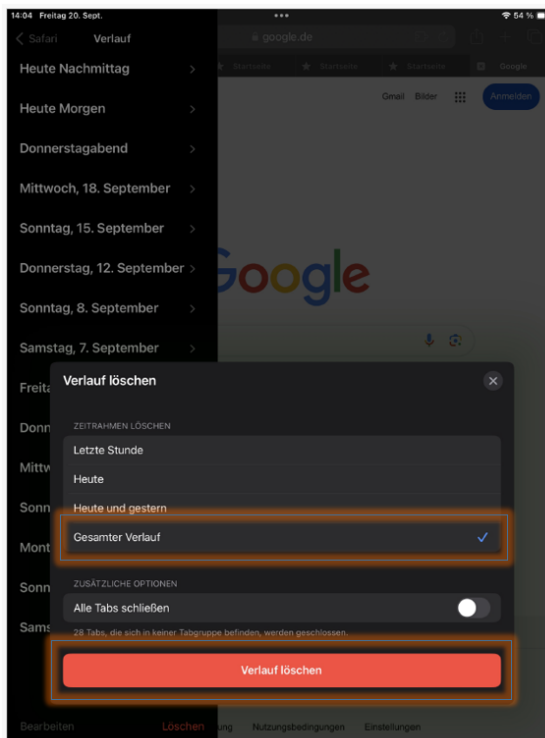 14:04 Freitag 20. Sept.
54 %
Safari Verlauf
google.de
Startseite Startseite Startseite Google
Heute Nachmittag
Gmail Bilder Anmelden
Heute Morgen
Donnerstagabend
Mittwoch, 18. September
Sonntag, 15. September
Donnerstag, 12. September
Google
Sonntag, 8. September
Samstag, 7. September
Verlauf löschen
ZEITRAHMEN LÖSCHEN
Letzte Stunde
Heute
Heute und gestern
Gesamter Verlauf
ZUSÄTZLICHE OPTIONEN
Alle Tabs schließen
28 Tabs, die sich in keiner Tabgruppe befinden, werden geschlossen.
Verlauf löschen
Bearbeiten Löschen
Nutzungsbedingungen Einstellungen